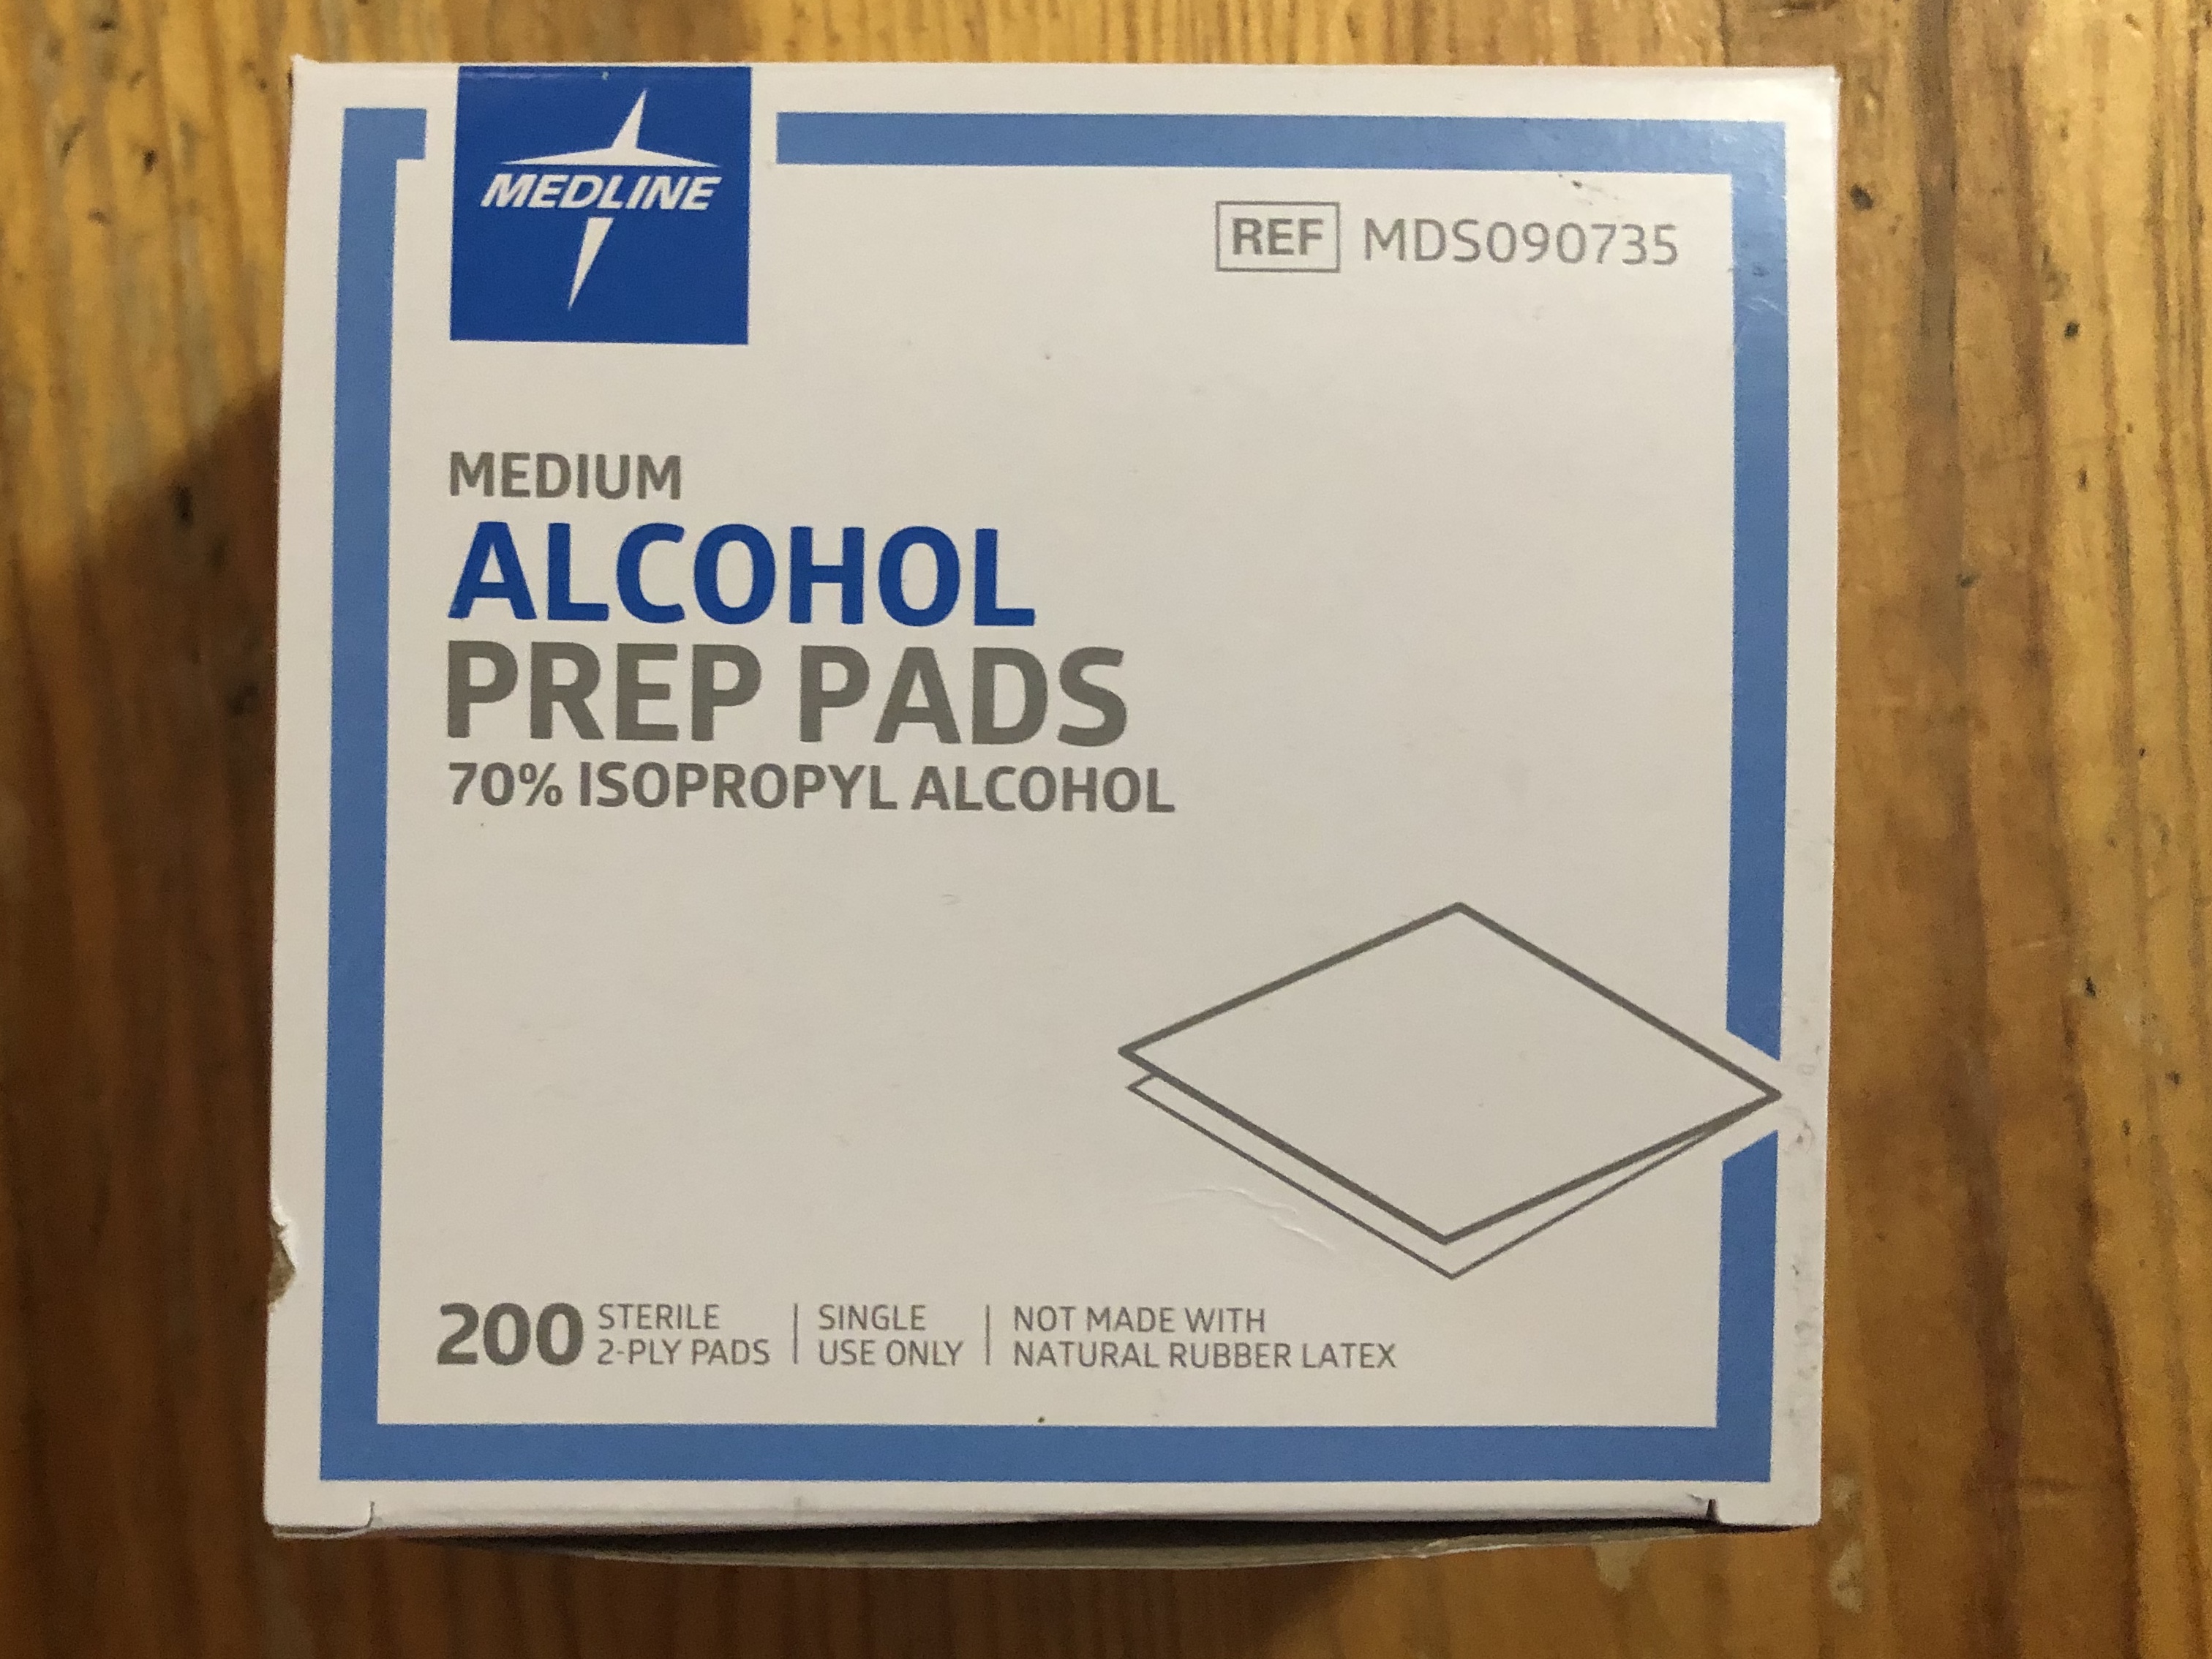 MEDLINE
REF MDS090735
MEDIUM
ALCOHOL
PREP PADS
70% ISOPROPYL ALCOHOL
200 STERILE
2-PLY PADS
SINGLE
USE ONLY
NOT MADE WITH
NATURAL RUBBER LATEX